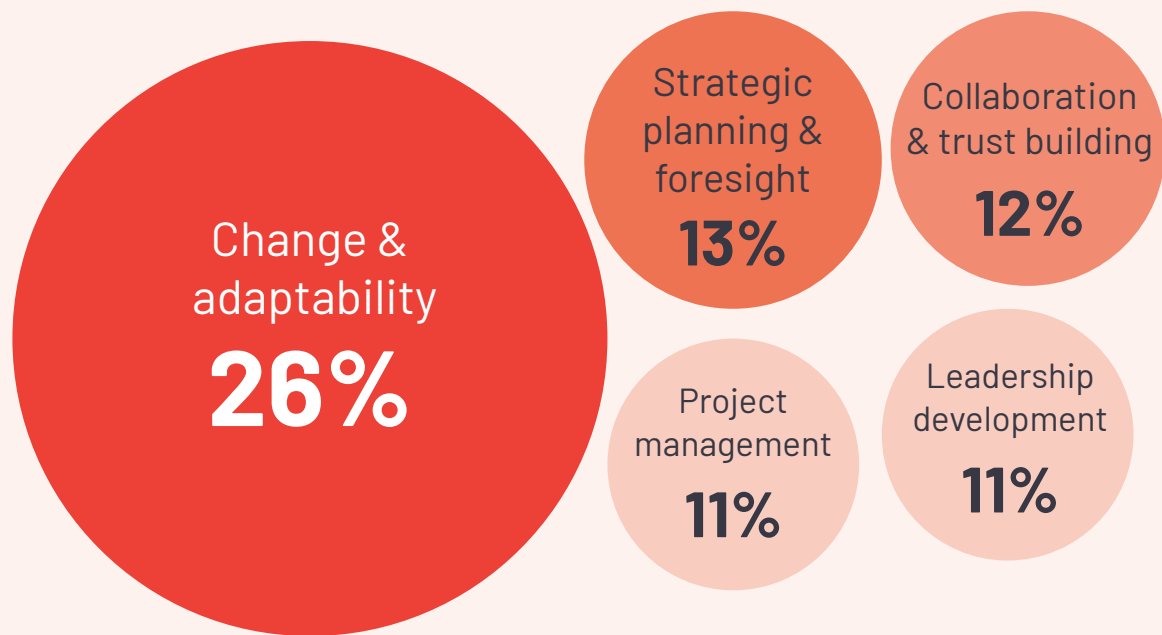 Change &
adaptability
26%
Strategic
planning &
foresight
13%
Collaboration
& trust building
12%
Project
management
11%
Leadership
development
11%